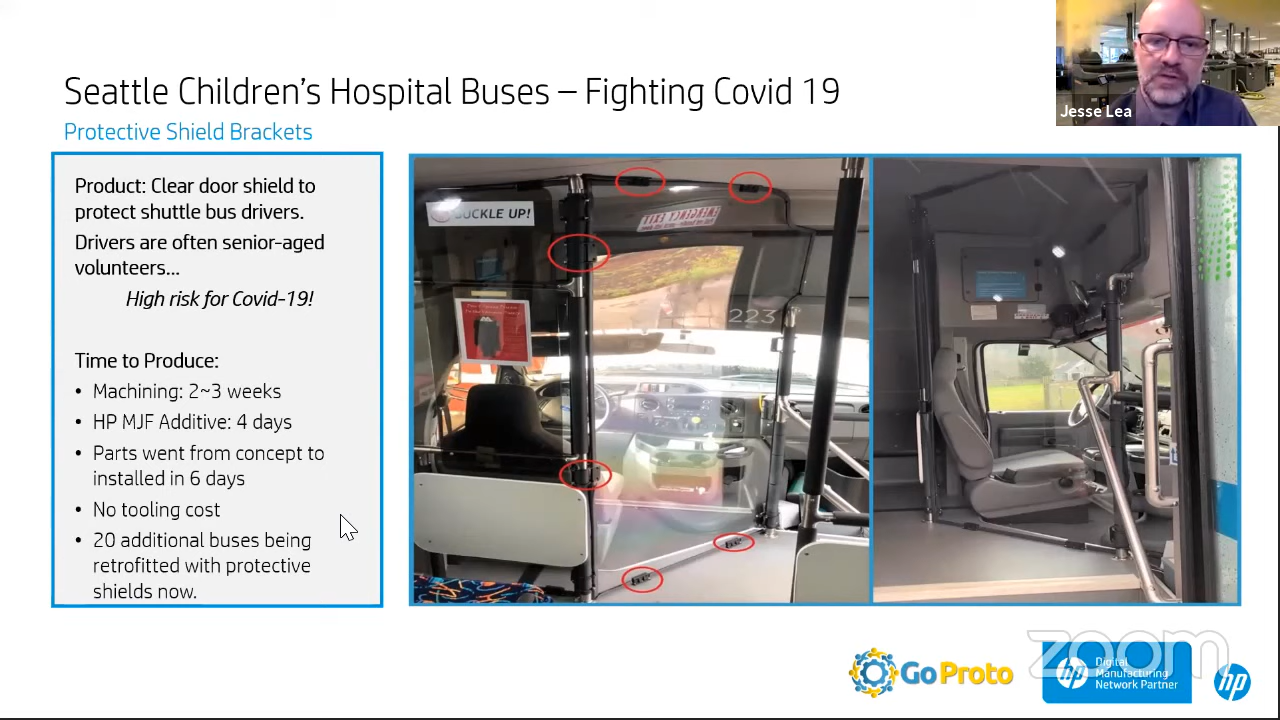 Seattle Children's Hospital Buses – Fighting Covid 19
Jesse Lea
Protective Shield Brackets
Product: Clear door shield to
protect shuttle bus drivers.
Drivers are often senior-aged
volunteers...
High risk for Covid-19!
Time to Produce:
• Machining: 2~3 weeks
• HP MJF Additive: 4 days
• Parts went from concept to
installed in 6 days
• No tooling cost
• 20 additional buses being
retrofitted with protective
shields now.
BUCKLE UP!
223
GoProto
hp
Digital
Manufacturing
Network Partner
hp
zoom